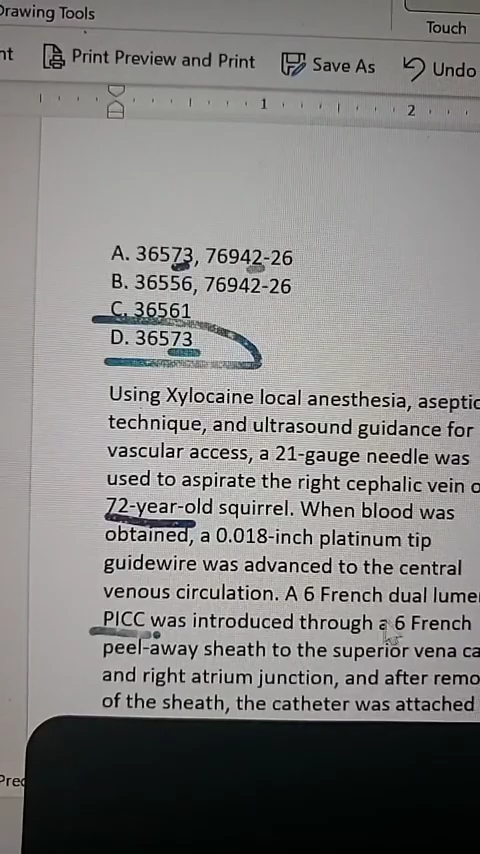 Drawing Tools
Touch
Print Preview and Print
Save As
Undo
1
2
A. 36573, 76942-26
B. 36556, 76942-26
C. 36561
D. 36573
Using Xylocaine local anesthesia, aseptic
technique, and ultrasound guidance for
vascular access, a 21-gauge needle was
used to aspirate the right cephalic vein
72-year-old squirrel. When blood was
obtained, a 0.018-inch platinum tip
guidewire was advanced to the central
venous circulation. A 6 French dual
PICC was introduced through a 6 French
peel-away sheath to the superior vena
and right atrium junction, and after
of the sheath, the catheter was attached